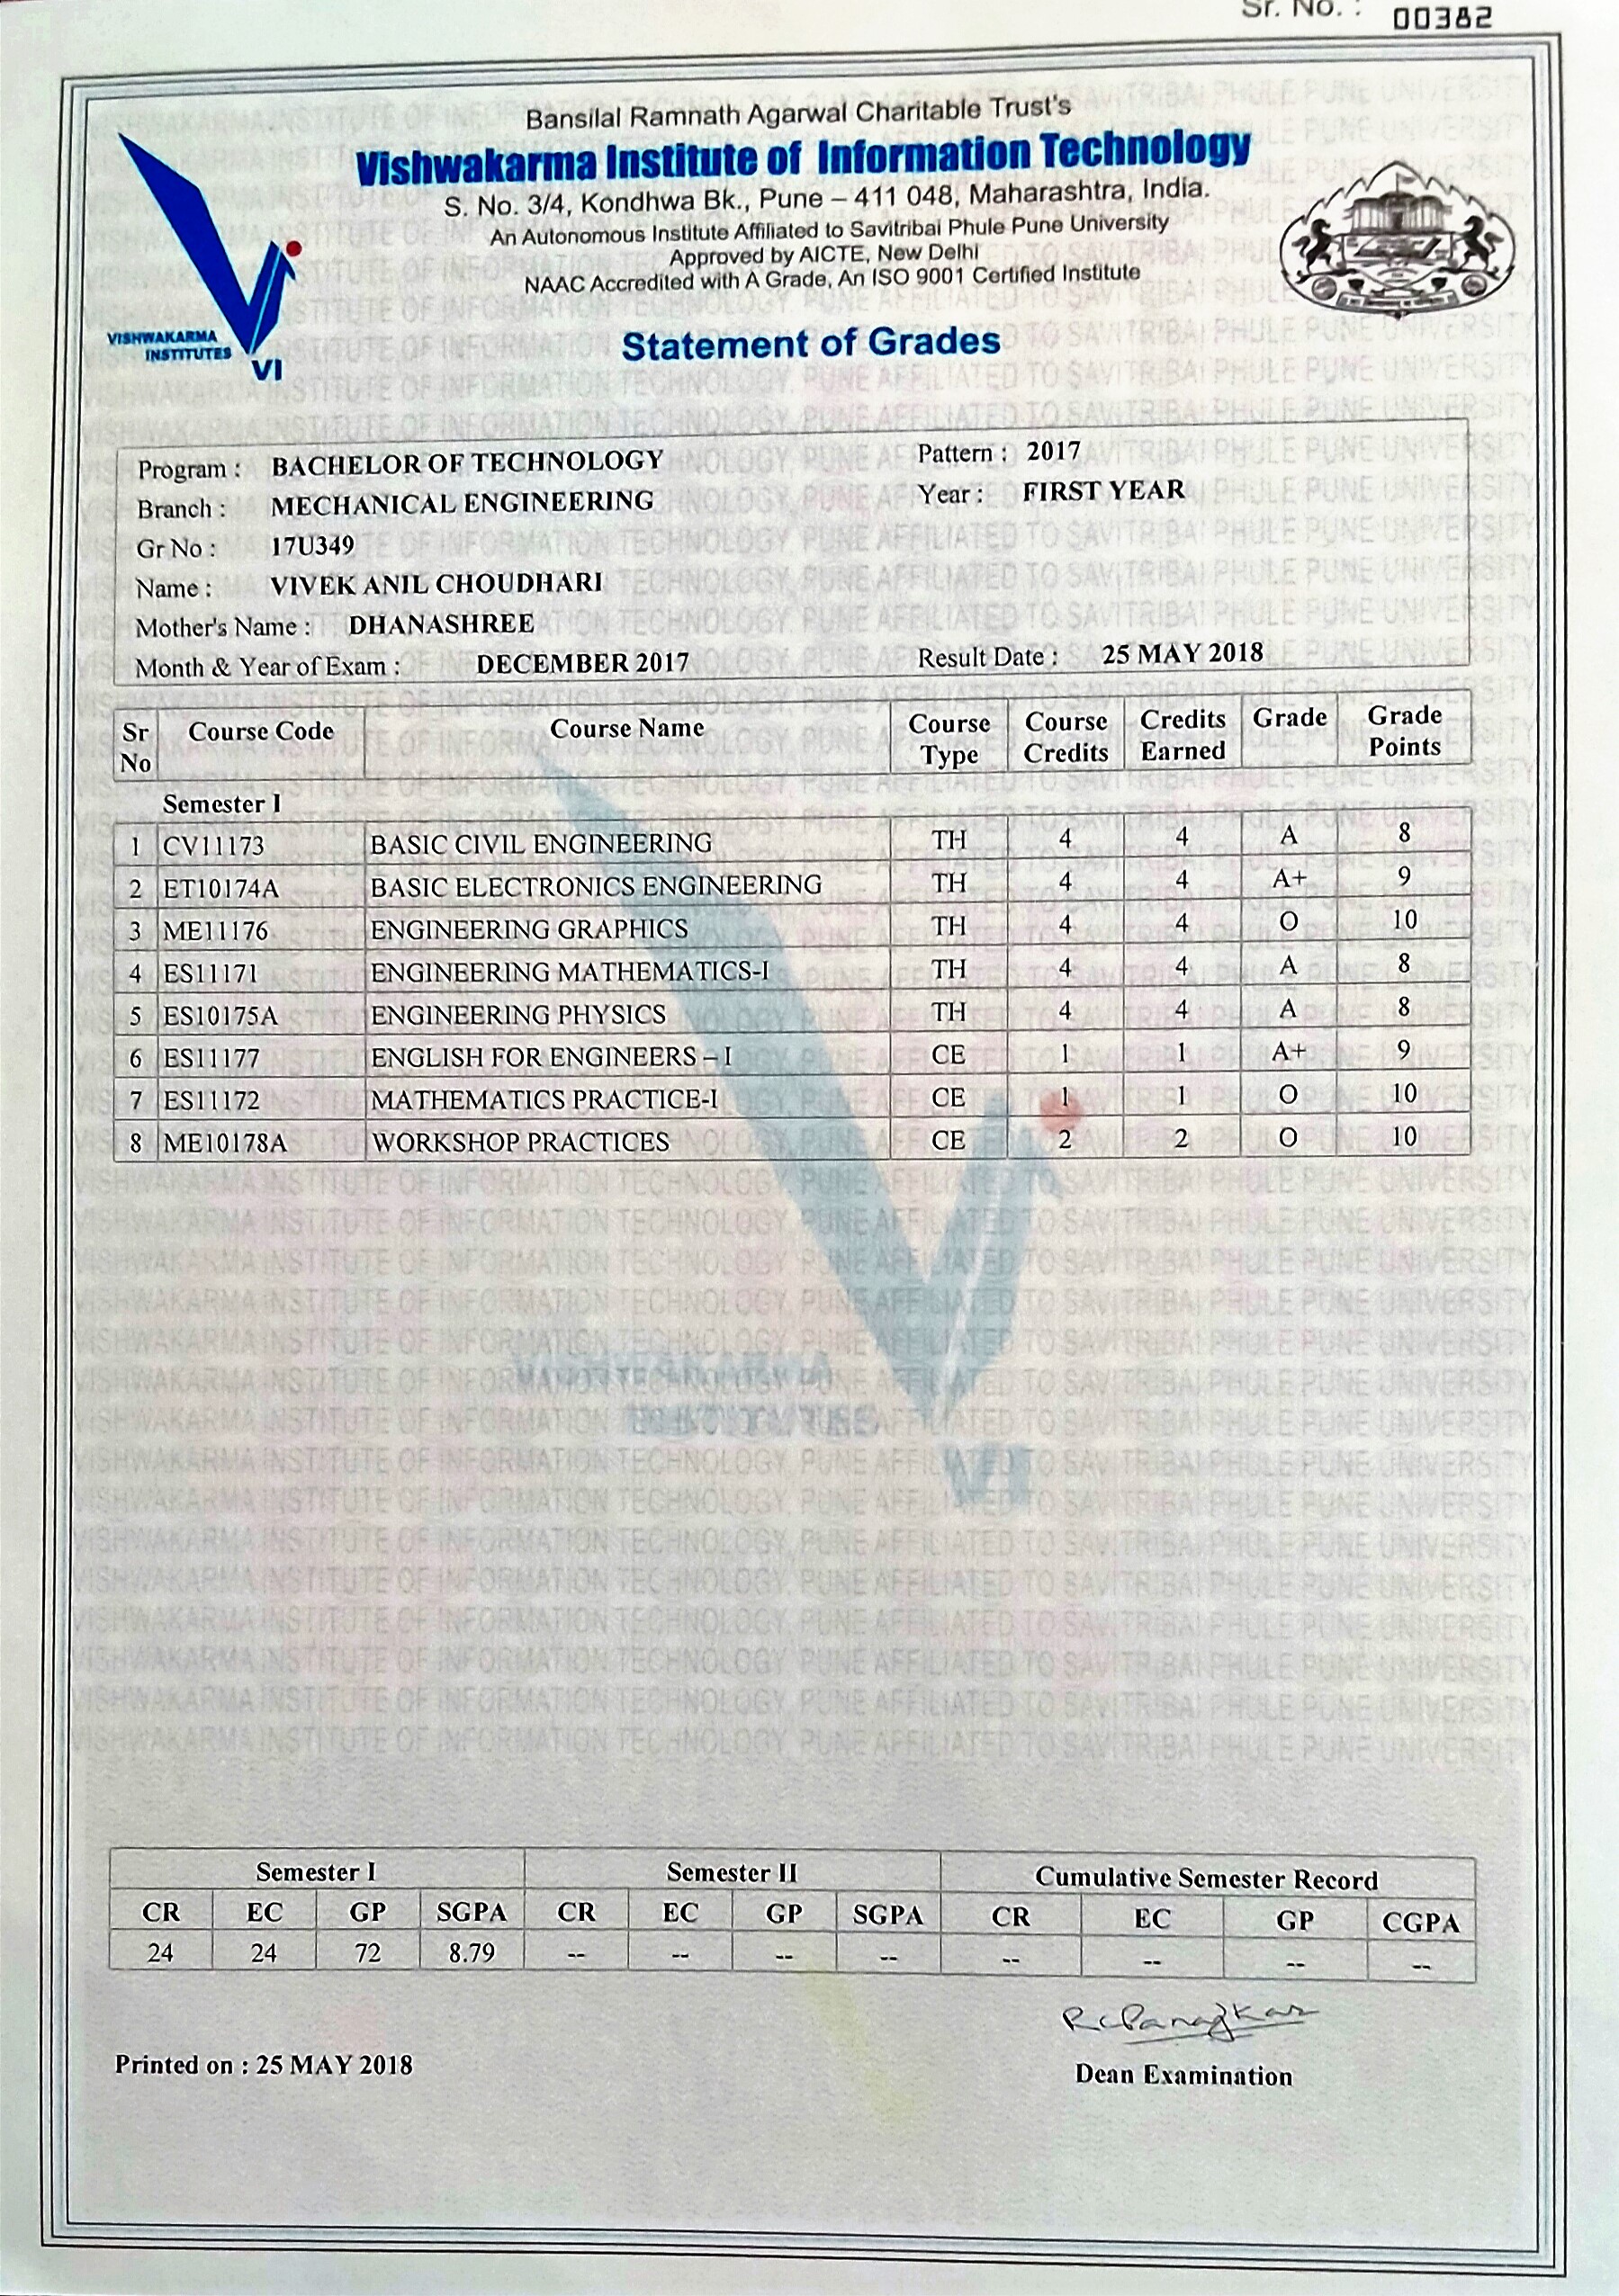 Sr. No. : 00382
Bansilal Ramnath Agarwal Charitable Trust's
Vishwakarma Institute of Information Technology
S. No. 3/4, Kondhwa Bk., Pune – 411 048, Maharashtra, India.
An Autonomous Institute Affiliated to Savitribai Phule Pune University
Approved by AICTE, New Delhi
NAAC Accredited with A Grade, An ISO 9001 Certified Institute
VISHWAKARMA
INSTITUTES
VI
Statement of Grades
Program : BACHELOR OF TECHNOLOGY Pattern : 2017
Branch : MECHANICAL ENGINEERING Year : FIRST YEAR
Gr No : 17U349
Name : VIVEK ANIL CHOUDHARI
Mother's Name : DHANASHREE
Month & Year of Exam : DECEMBER 2017 Result Date : 25 MAY 2018
Sr No Course Code Course Name Course Type Course Credits Credits Earned Grade Grade Points
Semester I
1 CV11173 BASIC CIVIL ENGINEERING TH 4 4 A 8
2 ET10174A BASIC ELECTRONICS ENGINEERING TH 4 4 A+ 9
3 ME11176 ENGINEERING GRAPHICS TH 4 4 O 10
4 ES11171 ENGINEERING MATHEMATICS-I TH 4 4 A 8
5 ES10175A ENGINEERING PHYSICS TH 4 4 A 8
6 ES11177 ENGLISH FOR ENGINEERS – I CE 1 1 A+ 9
7 ES11172 MATHEMATICS PRACTICE-I CE 1 1 O 10
8 ME10178A WORKSHOP PRACTICES CE 2 2 O 10
Semester I Semester II Cumulative Semester Record
CR EC GP SGPA CR EC GP SGPA CR EC GP CGPA
24 24 72 8.79 -- -- -- -- -- -- -- --
Printed on : 25 MAY 2018
Dean Examination